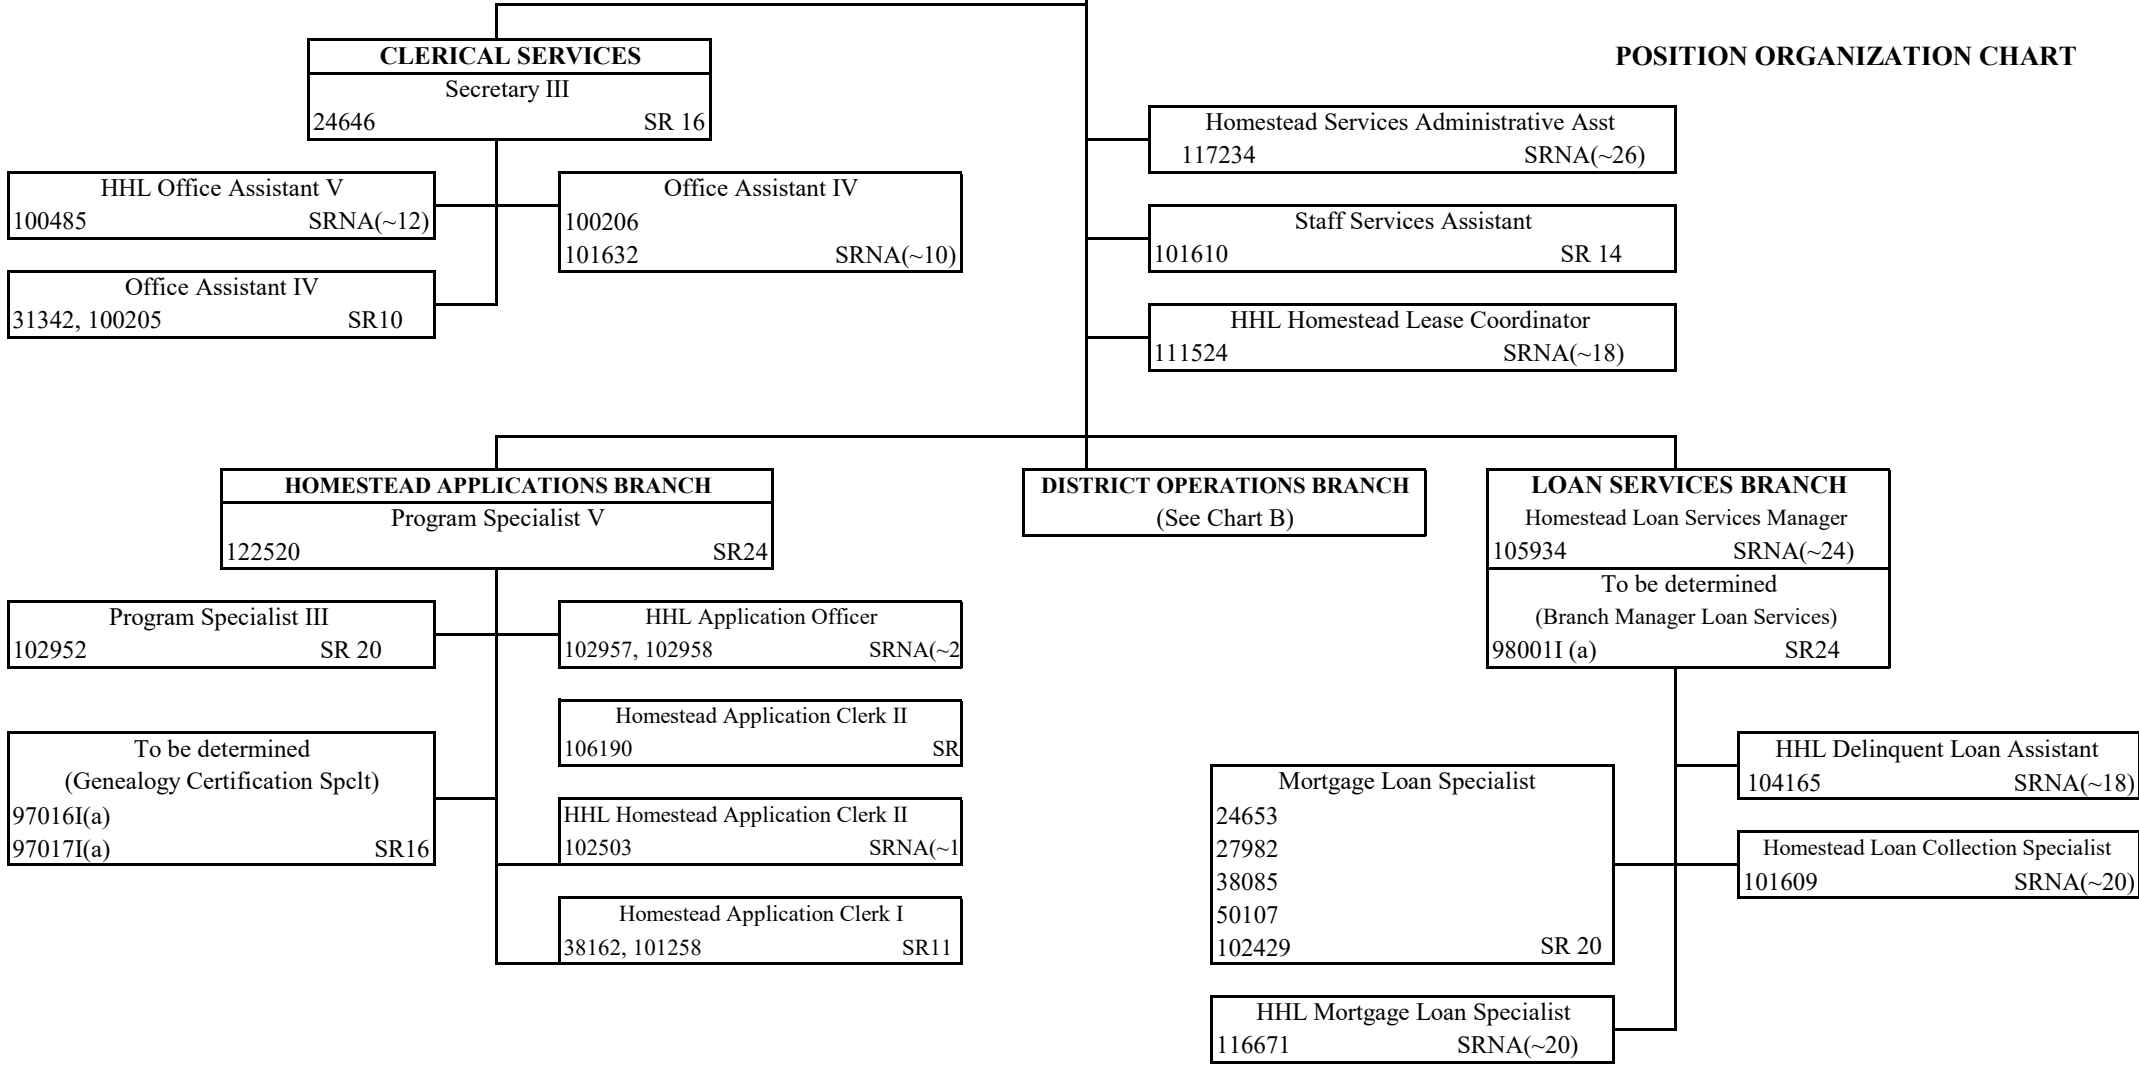 CLERICAL SERVICES
Secretary III
24646 SR 16
POSITION ORGANIZATION CHART
Homestead Services Administrative Asst
117234 SRNA(~26)
HHL Office Assistant V
100485 SRNA(~12)
Office Assistant IV
100206
101632 SRNA(~10)
Staff Services Assistant
101610 SR 14
Office Assistant IV
31342, 100205 SR10
HHL Homestead Lease Coordinator
111524 SRNA(~18)
HOMESTEAD APPLICATIONS BRANCH
Program Specialist V
122520 SR24
DISTRICT OPERATIONS BRANCH
(See Chart B)
LOAN SERVICES BRANCH
Homestead Loan Services Manager
105934 SRNA(~24)
To be determined
(Branch Manager Loan Services)
98001I (a) SR24
Program Specialist III
102952 SR 20
HHL Application Officer
102957, 102958 SRNA(~2
Homestead Application Clerk II
106190 SR
To be determined
(Genealogy Certification Spclt)
97016I(a)
97017I(a) SR16
HHL Homestead Application Clerk II
102503 SRNA(~1
Homestead Application Clerk I
38162, 101258 SR11
Mortgage Loan Specialist
24653
27982
38085
50107
102429 SR 20
HHL Delinquent Loan Assistant
104165 SRNA(~18)
Homestead Loan Collection Specialist
101609 SRNA(~20)
HHL Mortgage Loan Specialist
116671 SRNA(~20)